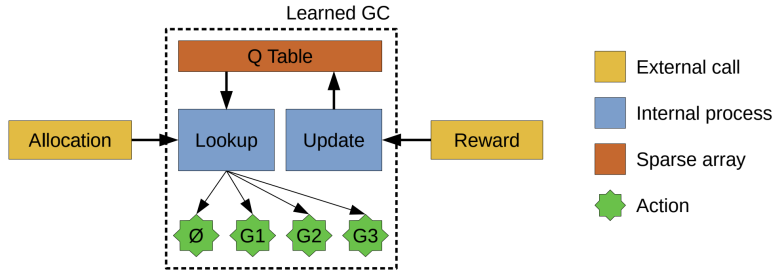 Learned GC
Q Table
Allocation
Lookup
Update
Reward
Ø
G1
G2
G3
External call
Internal process
Sparse array
Action